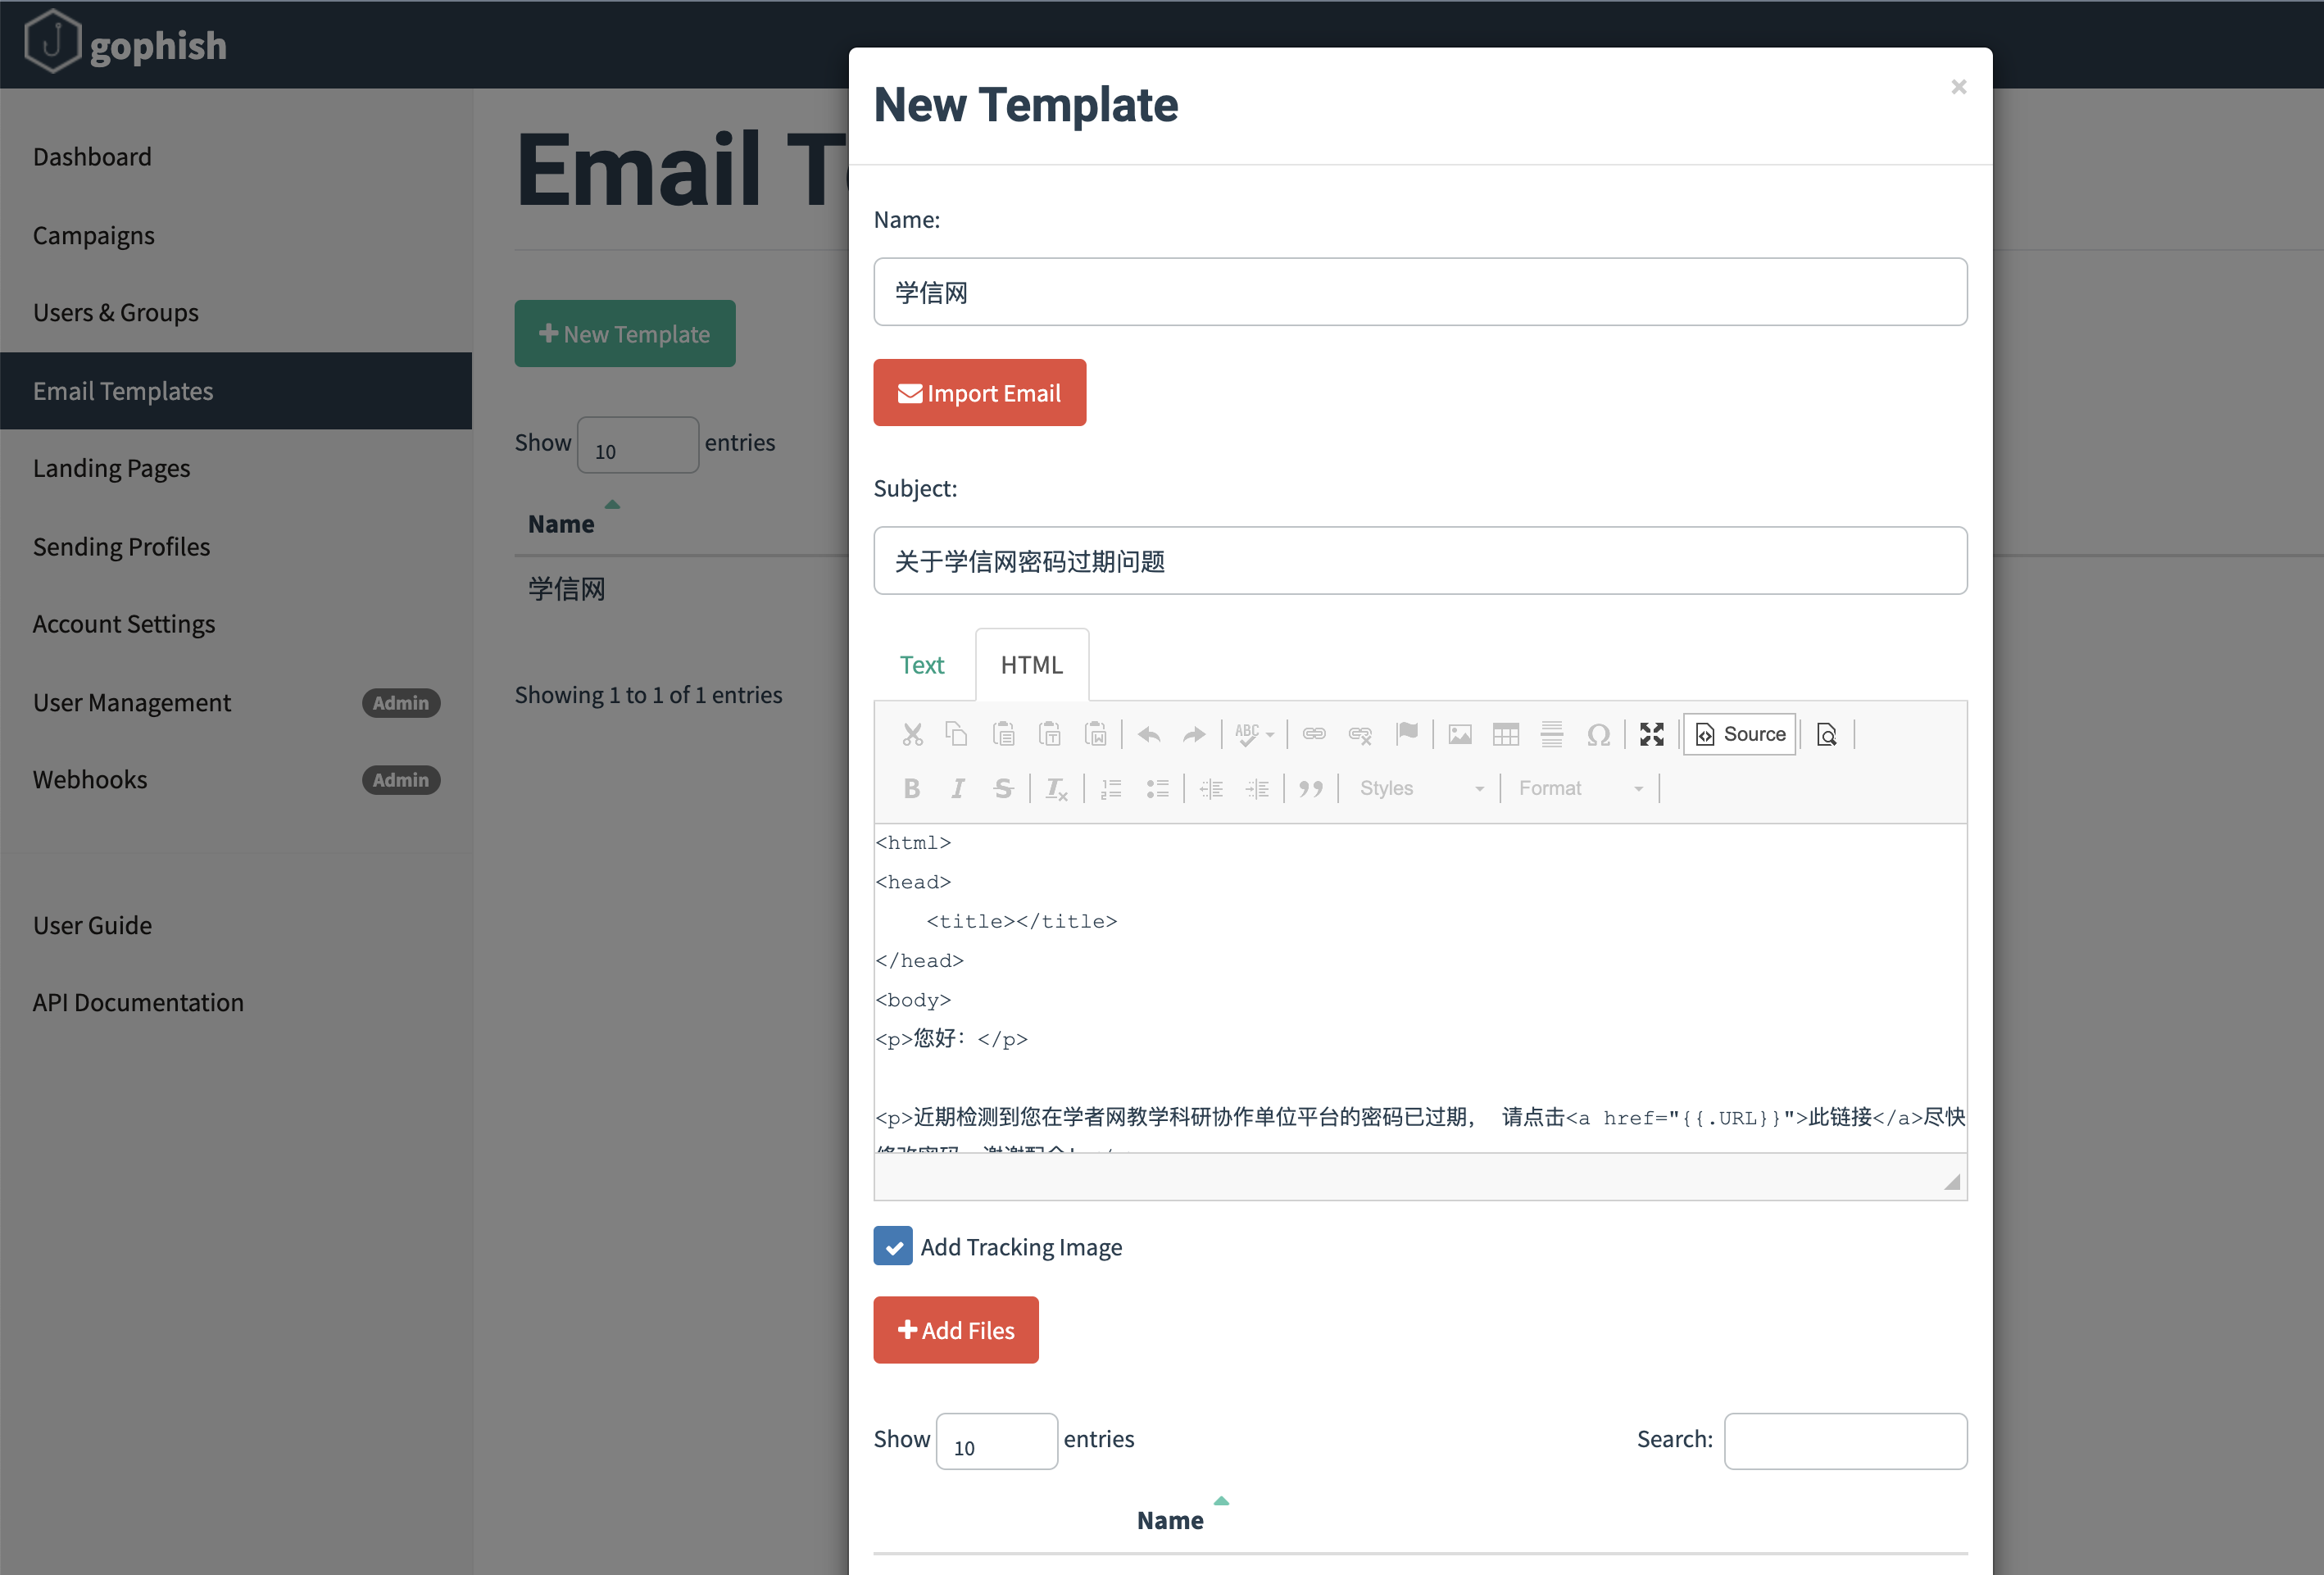 gophish
Dashboard
Campaigns
Users & Groups
Email Templates
Landing Pages
Sending Profiles
Account Settings
User Management Admin
Webhooks Admin
User Guide
API Documentation
Email T
New Template
Show 10 entries
Name
学信网
Showing 1 to 1 of 1 entries
New Template
×
Name:
学信网
Import Email
Subject:
关于学信网密码过期问题
Text HTML
ABC Source
B I S Styles Format
<html>
<head>
<title></title>
</head>
<body>
<p>您好：</p>
<p>近期检测到您在学者网教学科研协作单位平台的密码已过期， 请点击<a href="{{.URL}}">此链接</a>尽快
Add Tracking Image
Add Files
Show 10 entries Search:
Name